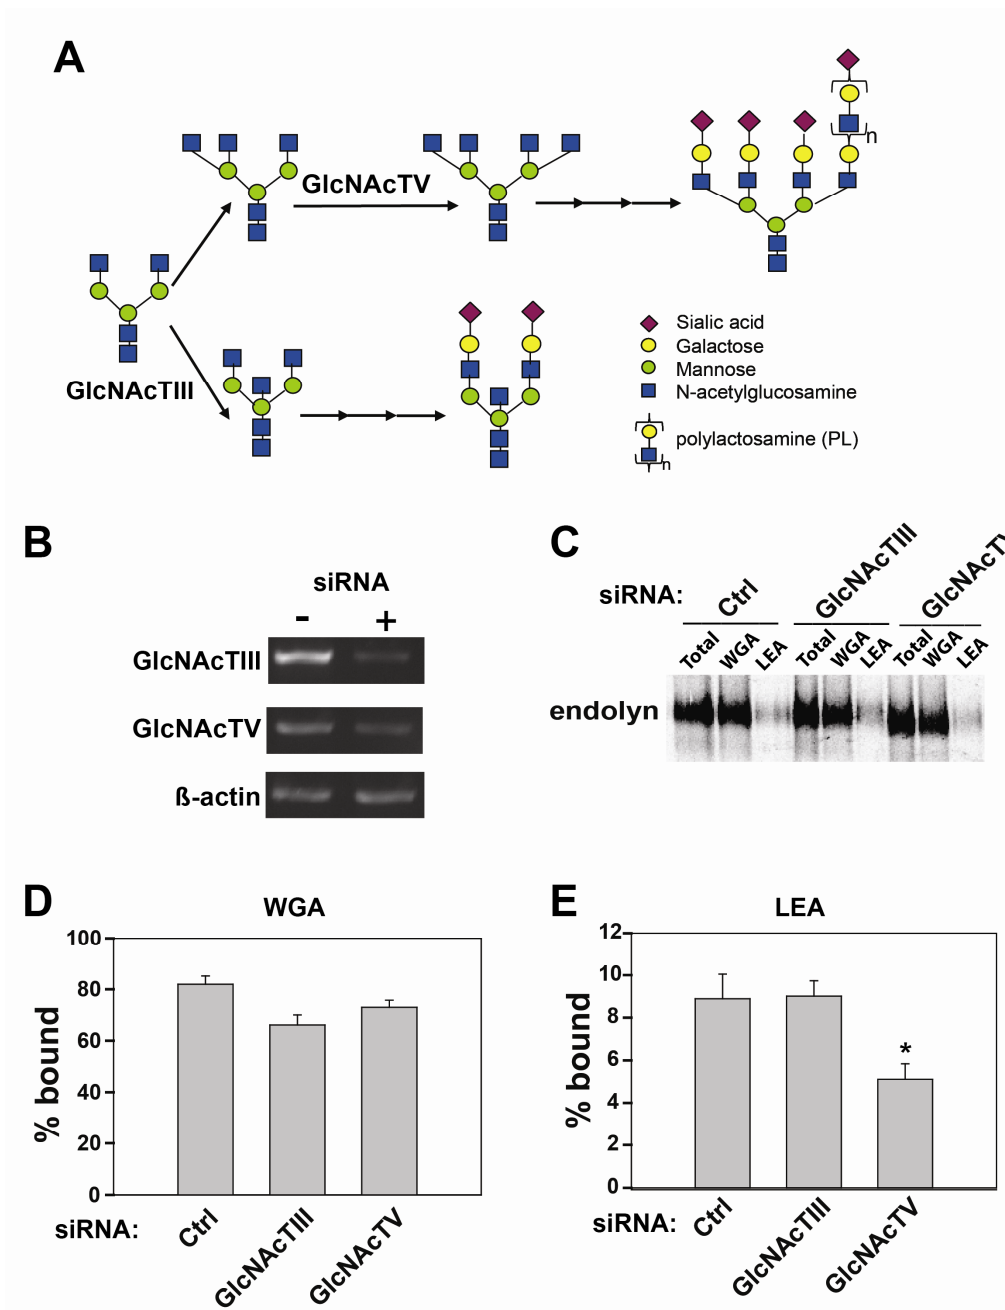 A
GlcNAcTV
n
GlcNAcTIII
Sialic acid
Galactose
Mannose
N-acetylglucosamine
polylactosamine (PL)
n
B
siRNA
- +
GlcNAcTIII
GlcNAcTV
ß-actin
C
siRNA: Ctrl GlcNAcTIII GlcNAcTV
Total WGA LEA Total WGA LEA Total WGA LEA
endolyn
D
WGA
% bound
100
80
60
40
20
0
siRNA: Ctrl GlcNAcTIII GlcNAcTV
E
LEA
% bound
12
10
8
6
4
2
0
*
siRNA: Ctrl GlcNAcTIII GlcNAcTV